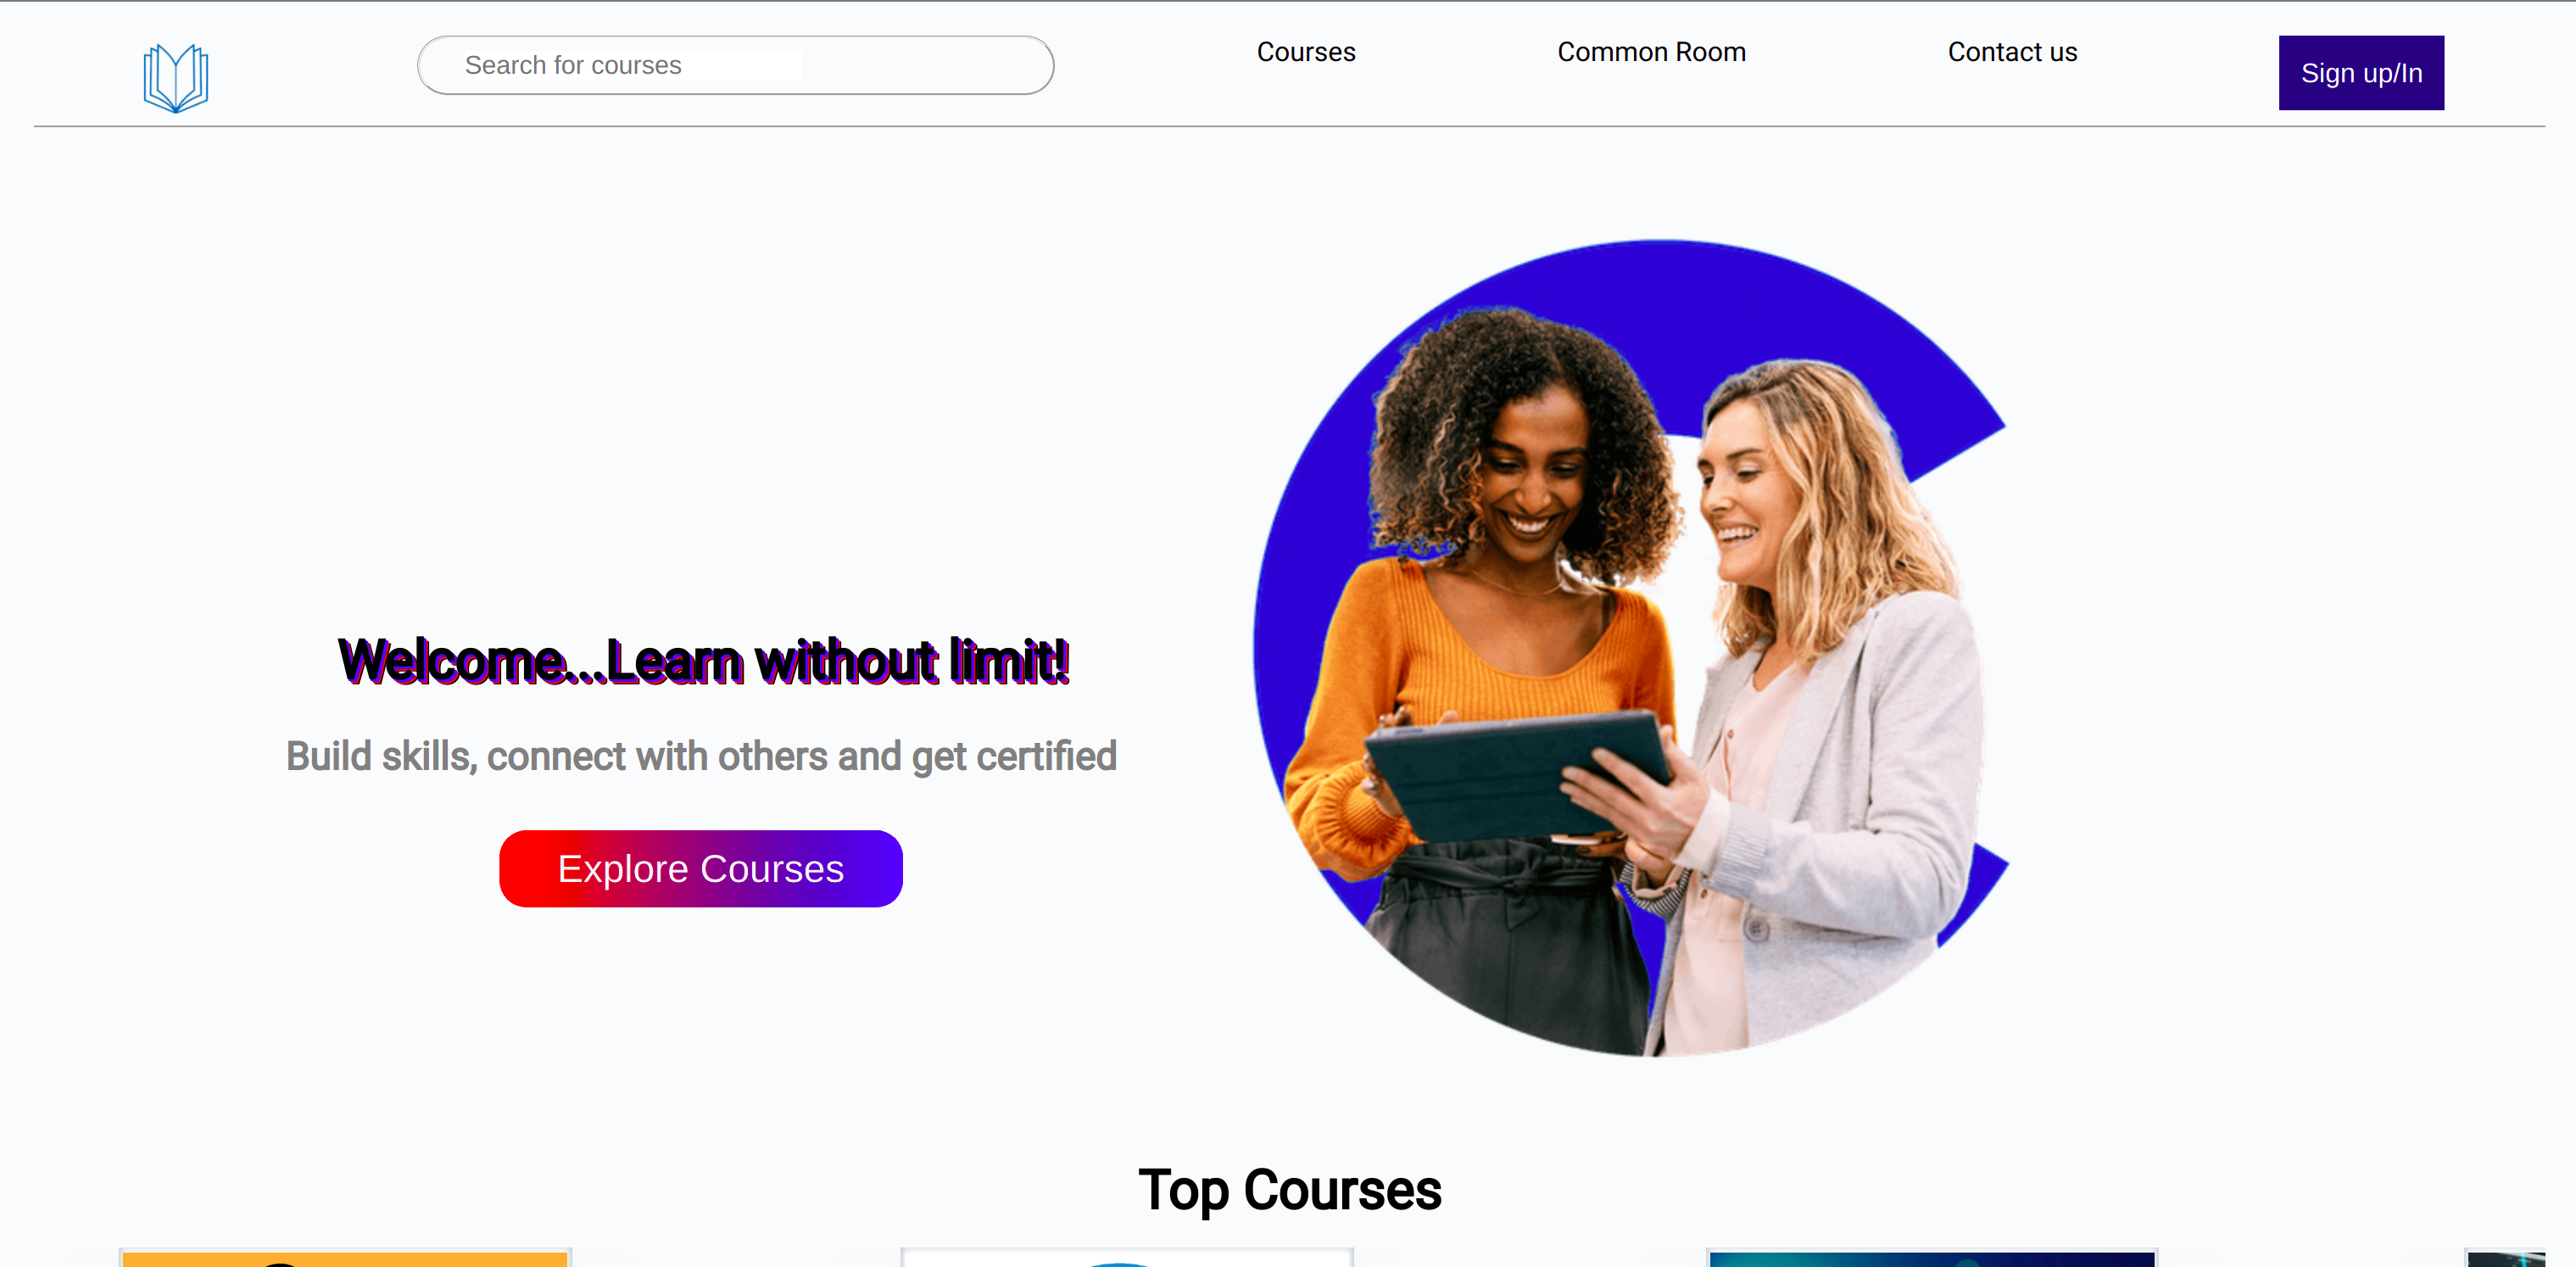 Search for courses
Courses
Common Room
Contact us
Sign up/In
Welcome...Learn without limit!
Build skills, connect with others and get certified
Explore Courses
Top Courses